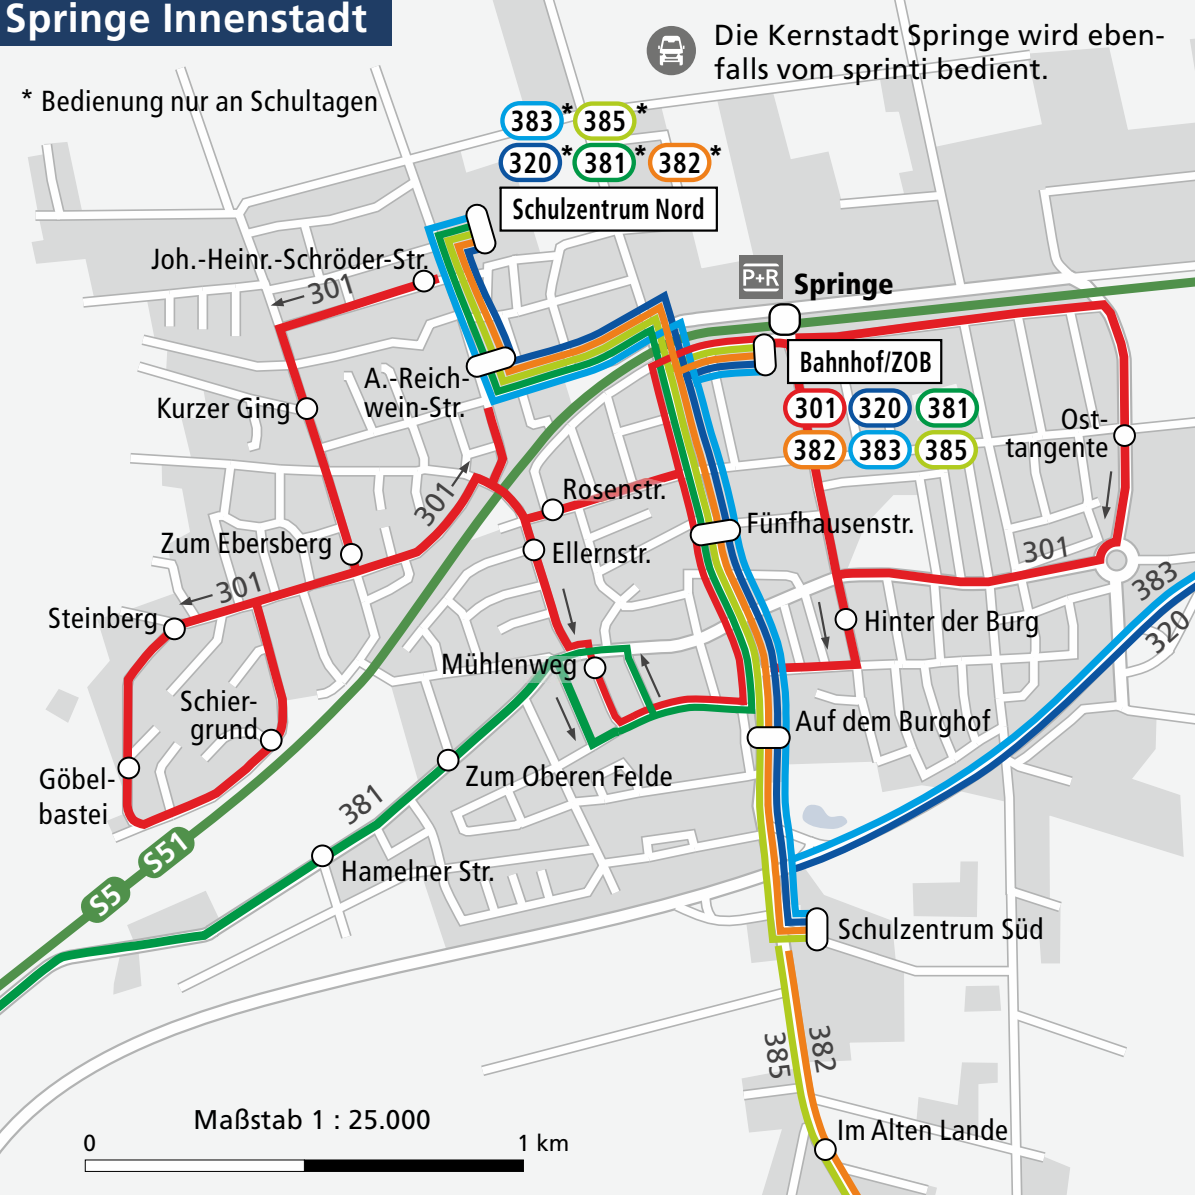 Springe Innenstadt
Die Kernstadt Springe wird eben-
falls vom sprinti bedient.
* Bedienung nur an Schultagen
383* 385*
320* 381* 382*
Schulzentrum Nord
Joh.-Heinr.-Schröder-Str.
301
P+R
Springe
Bahnhof/ZOB
301 320 381
382 383 385
A.-Reich-
wein-Str.
Kurzer Ging
Ost-
tangente
301
Rosenstr.
Fünfhausenstr.
Zum Ebersberg
Ellernstr.
301
301
383
320
Steinberg
Hinter der Burg
Mühlenweg
Schier-
grund
Auf dem Burghof
Göbel-
bastei
Zum Oberen Felde
381
S51
S5
Hamelner Str.
Schulzentrum Süd
385
382
Im Alten Lande
Maßstab 1 : 25.000
0 1 km